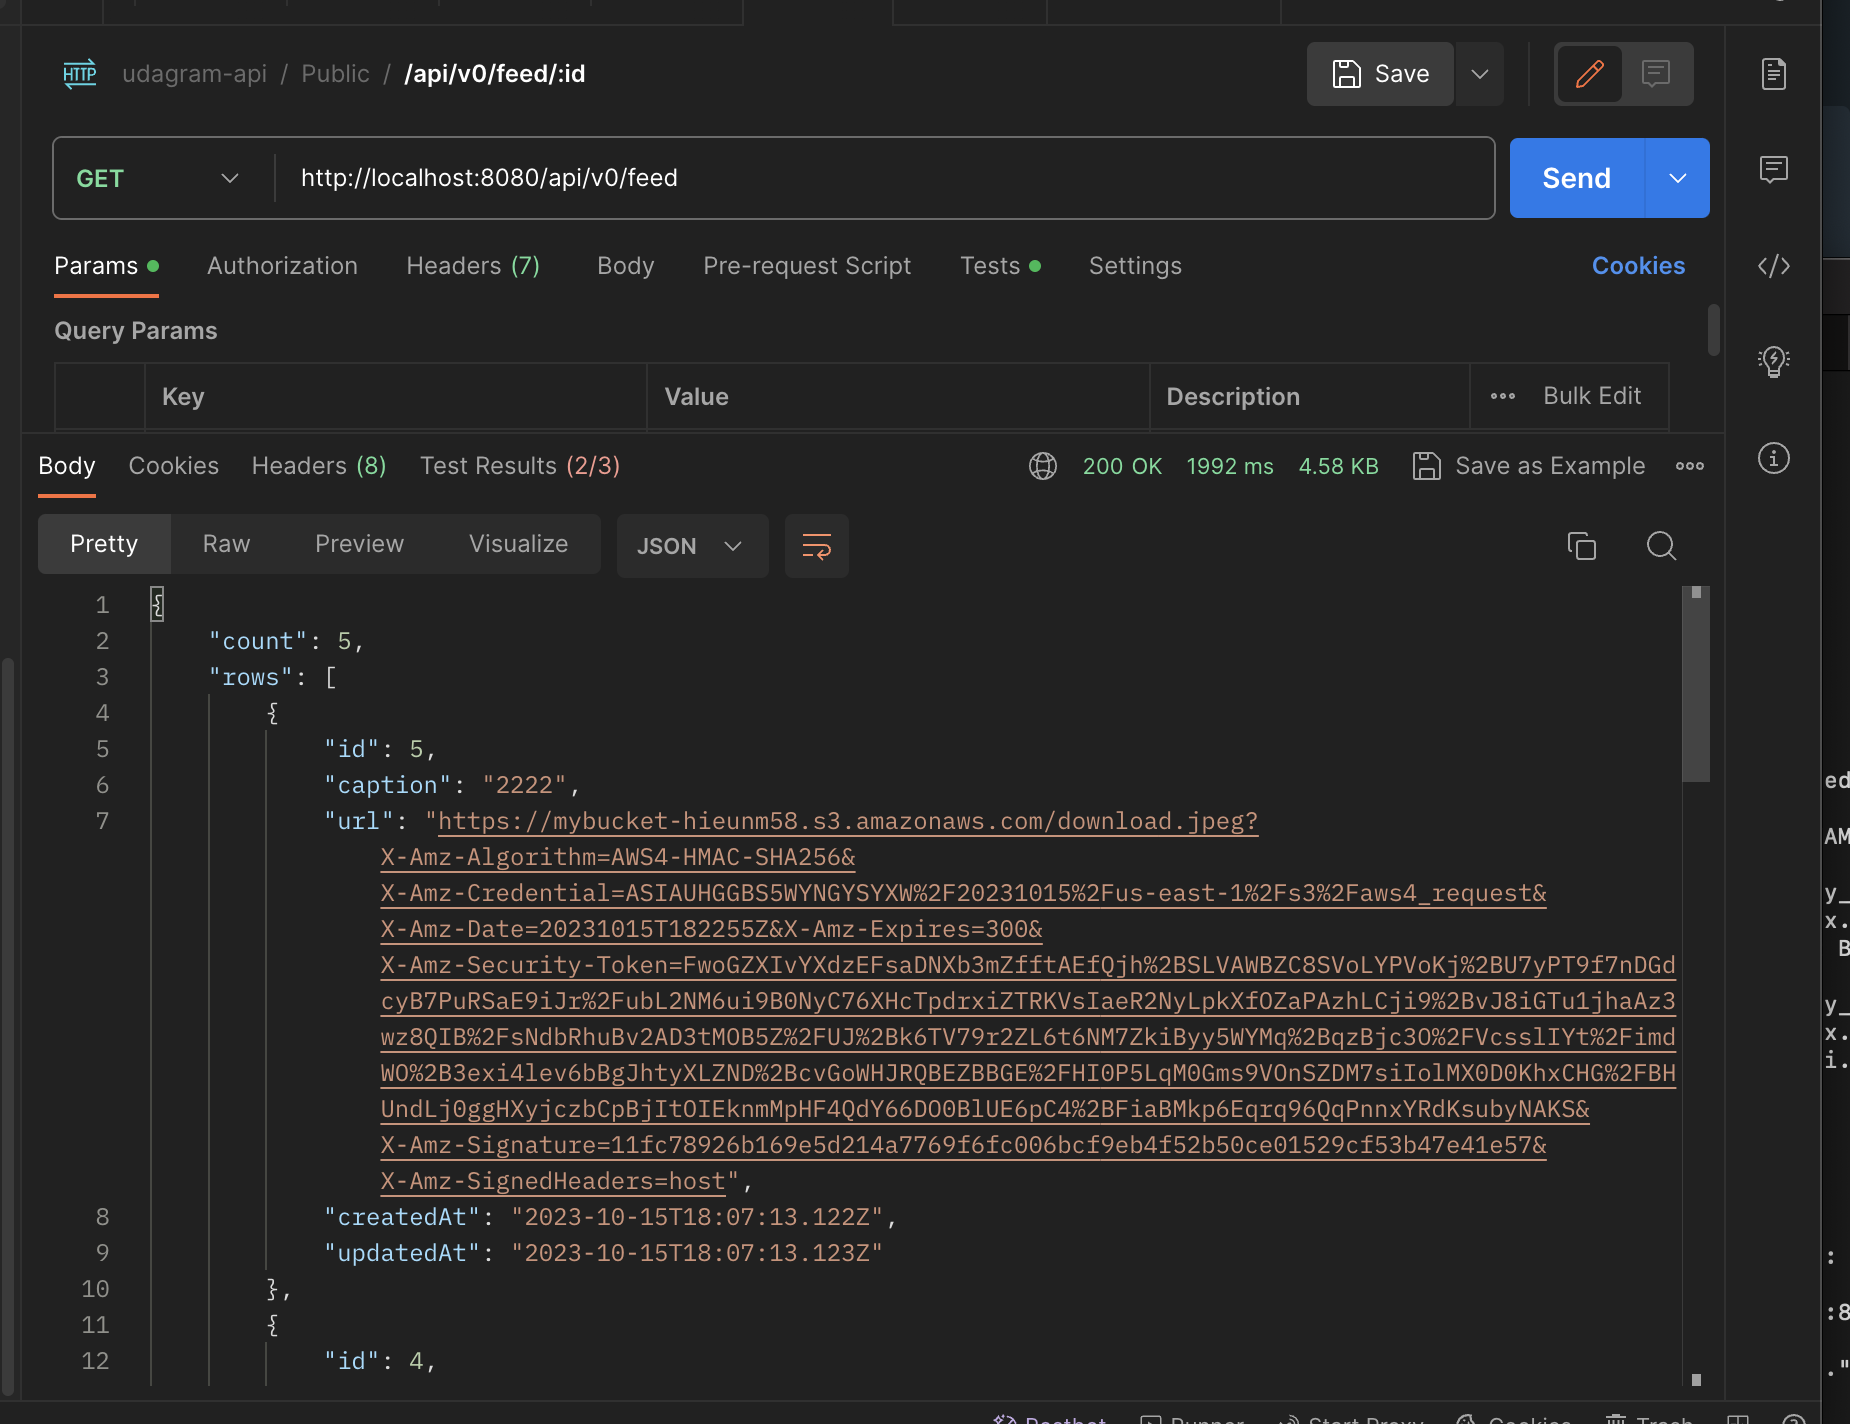 HTTP udagram-api / Public / /api/v0/feed/:id
Save
GET http://localhost:8080/api/v0/feed
Send
Params Authorization Headers (7) Body Pre-request Script Tests Settings Cookies
Query Params
Key Value Description Bulk Edit
Body Cookies Headers (8) Test Results (2/3) 200 OK 1992 ms 4.58 KB Save as Example
Pretty Raw Preview Visualize JSON
1 {
2 "count": 5,
3 "rows": [
4 {
5 "id": 5,
6 "caption": "2222",
7 "url": "https://mybucket-hieunm58.s3.amazonaws.com/download.jpeg?
X-Amz-Algorithm=AWS4-HMAC-SHA256&
X-Amz-Credential=ASIAUHGGBS5WYNGYSYXW%2F20231015%2Fus-east-1%2Fs3%2Faws4_request&
X-Amz-Date=20231015T182255Z&X-Amz-Expires=300&
X-Amz-Security-Token=FwoGZXIvYXdzEFsaDNXb3mZfftAEfQjh%2BSLVAWBZC8SVoLYPVoKj%2BU7yPT9f7nDGd
cyB7PuRSaE9iJr%2FubL2NM6ui9B0NyC76XHcTpdrxiZTRKVsIaeR2NyLpkXfOZaPAzhLCji9%2BvJ8iGTu1jhaAz3
wz8QIB%2FsNdbRhuBv2AD3tMOB5Z%2FUJ%2Bk6TV79r2ZL6t6NM7ZkiByy5WYMq%2BqzBjc3O%2FVcsslIYt%2Fimd
WO%2B3exi4lev6bBgJhtyXLZND%2BcvGoWHJRQBEZBBGE%2FHI0P5LqM0Gms9VOnSZDM7siIolMX0D0KhxCHG%2FBH
UndLj0ggHXyjczbCpBjItOIEknmMpHF4QdY66DO0BlUE6pC4%2BFiaBMkp6Eqrq96QqPnnxYRdKsubyNAKS&
X-Amz-Signature=11fc78926b169e5d214a7769f6fc006bcf9eb4f52b50ce01529cf53b47e41e57&
X-Amz-SignedHeaders=host",
8 "createdAt": "2023-10-15T18:07:13.122Z",
9 "updatedAt": "2023-10-15T18:07:13.123Z"
10 },
11 {
12 "id": 4,
Postbot Runner Start Proxy Cookies Trash